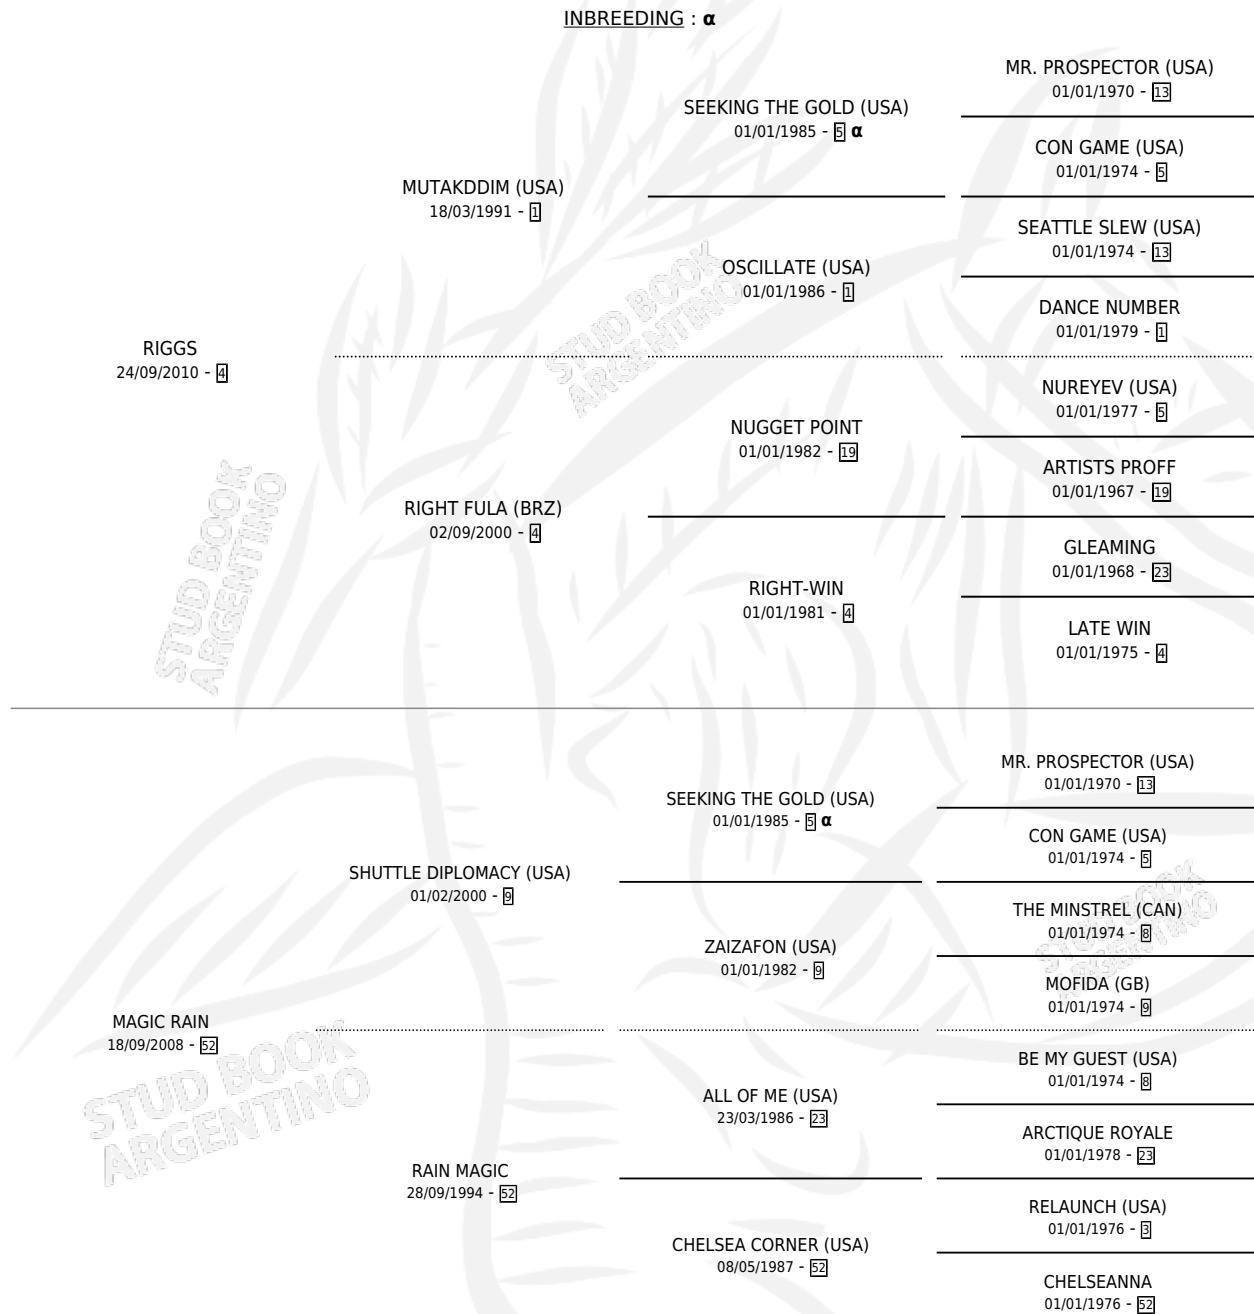 INBREEDING : α
MR. PROSPECTOR (USA)
01/01/1970 - 13
SEEKING THE GOLD (USA)
01/01/1985 - 5 α
CON GAME (USA)
01/01/1974 - 5
MUTAKDDIM (USA)
18/03/1991 - 1
SEATTLE SLEW (USA)
01/01/1974 - 13
OSCILLATE (USA)
01/01/1986 - 1
DANCE NUMBER
01/01/1979 - 1
RIGGS
24/09/2010 - 4
NUREYEV (USA)
01/01/1977 - 5
NUGGET POINT
01/01/1982 - 19
ARTISTS PROFF
01/01/1967 - 19
RIGHT FULA (BRZ)
02/09/2000 - 4
GLEAMING
01/01/1968 - 23
RIGHT-WIN
01/01/1981 - 4
LATE WIN
01/01/1975 - 4
MR. PROSPECTOR (USA)
01/01/1970 - 13
SEEKING THE GOLD (USA)
01/01/1985 - 5 α
CON GAME (USA)
01/01/1974 - 5
SHUTTLE DIPLOMACY (USA)
01/02/2000 - 9
THE MINSTREL (CAN)
01/01/1974 - 8
ZAIZAFON (USA)
01/01/1982 - 9
MOFIDA (GB)
01/01/1974 - 9
MAGIC RAIN
18/09/2008 - 52
BE MY GUEST (USA)
01/01/1974 - 8
ALL OF ME (USA)
23/03/1986 - 23
ARCTIQUE ROYALE
01/01/1978 - 23
RAIN MAGIC
28/09/1994 - 52
RELAUNCH (USA)
01/01/1976 - 3
CHELSEA CORNER (USA)
08/05/1987 - 52
CHELSEANNA
01/01/1976 - 52
STUD BOOK
ARGENTINO
STUD BOOK
ARGENTINO
STUD BOOK
ARGENTINO
STUD BOOK
ARGENTINO